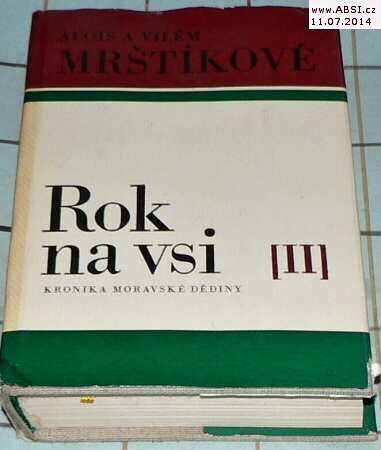 www.ABSI.cz
11.07.2014
ALOIS A VILÉM
MRŠTÍKOVÉ
Rok
na vsi [II]
KRONIKA MORAVSKÉ DĚDINY